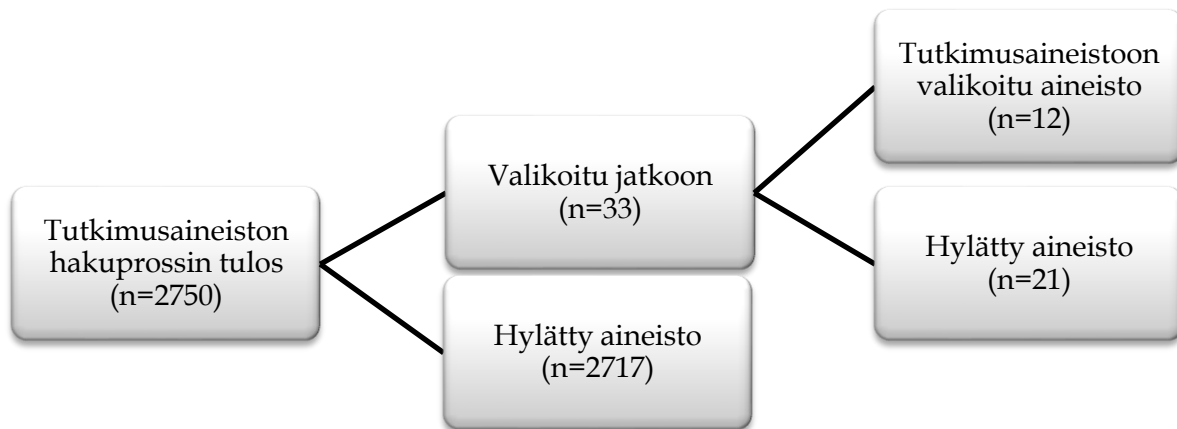 Tutkimusaineiston
hakuprossin tulos
(n=2750)
Valikoitu jatkoon
(n=33)
Hylätty aineisto
(n=2717)
Tutkimusaineistoon
valikoitu aineisto
(n=12)
Hylätty aineisto
(n=21)